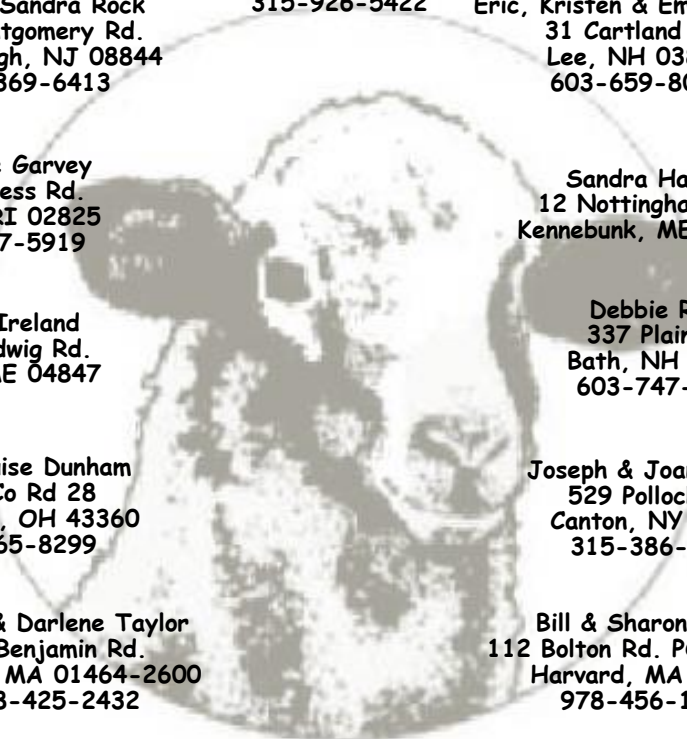 Sandra Rock
tgomery Rd.
gh, NJ 08844
369-6413
Garvey
ess Rd.
RI 02825
7-5919
Ireland
dwig Rd.
ME 04847
ise Dunham
Co Rd 28
, OH 43360
65-8299
& Darlene Taylor
Benjamin Rd.
MA 01464-2600
8-425-2432
315-926-5422
Eric, Kristen & Em
31 Cartland
Lee, NH 038
603-659-80
Sandra Ha
12 Nottingha
Kennebunk, ME
Debbie R
337 Plain
Bath, NH
603-747-
Joseph & Joan
529 Polloc
Canton, NY
315-386-
Bill & Sharon
112 Bolton Rd. P
Harvard, MA
978-456-1